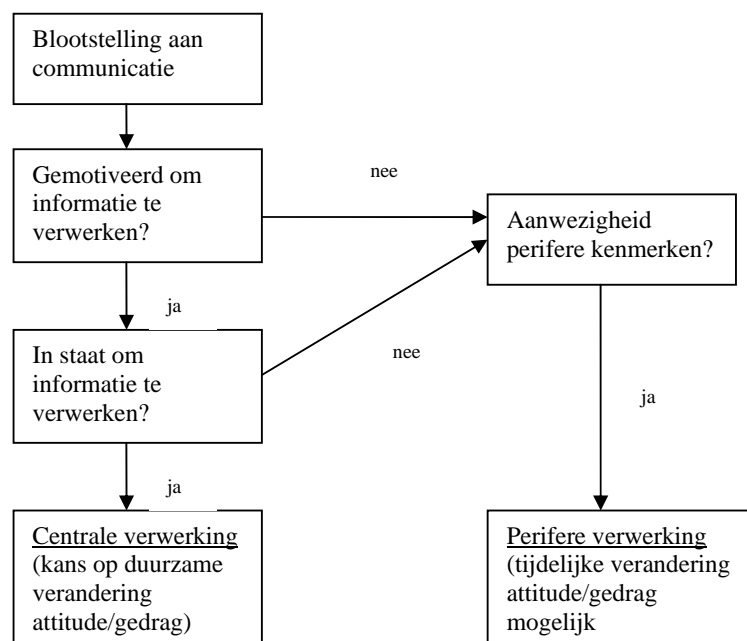 Blootstelling aan
communicatie
Gemotiveerd om
informatie te
verwerken?
nee
Aanwezigheid
perifere kenmerken?
ja
In staat om
informatie te
verwerken?
nee
ja
ja
Centrale verwerking
(kans op duurzame
verandering
attitude/gedrag)
Perifere verwerking
(tijdelijke verandering
attitude/gedrag
mogelijk